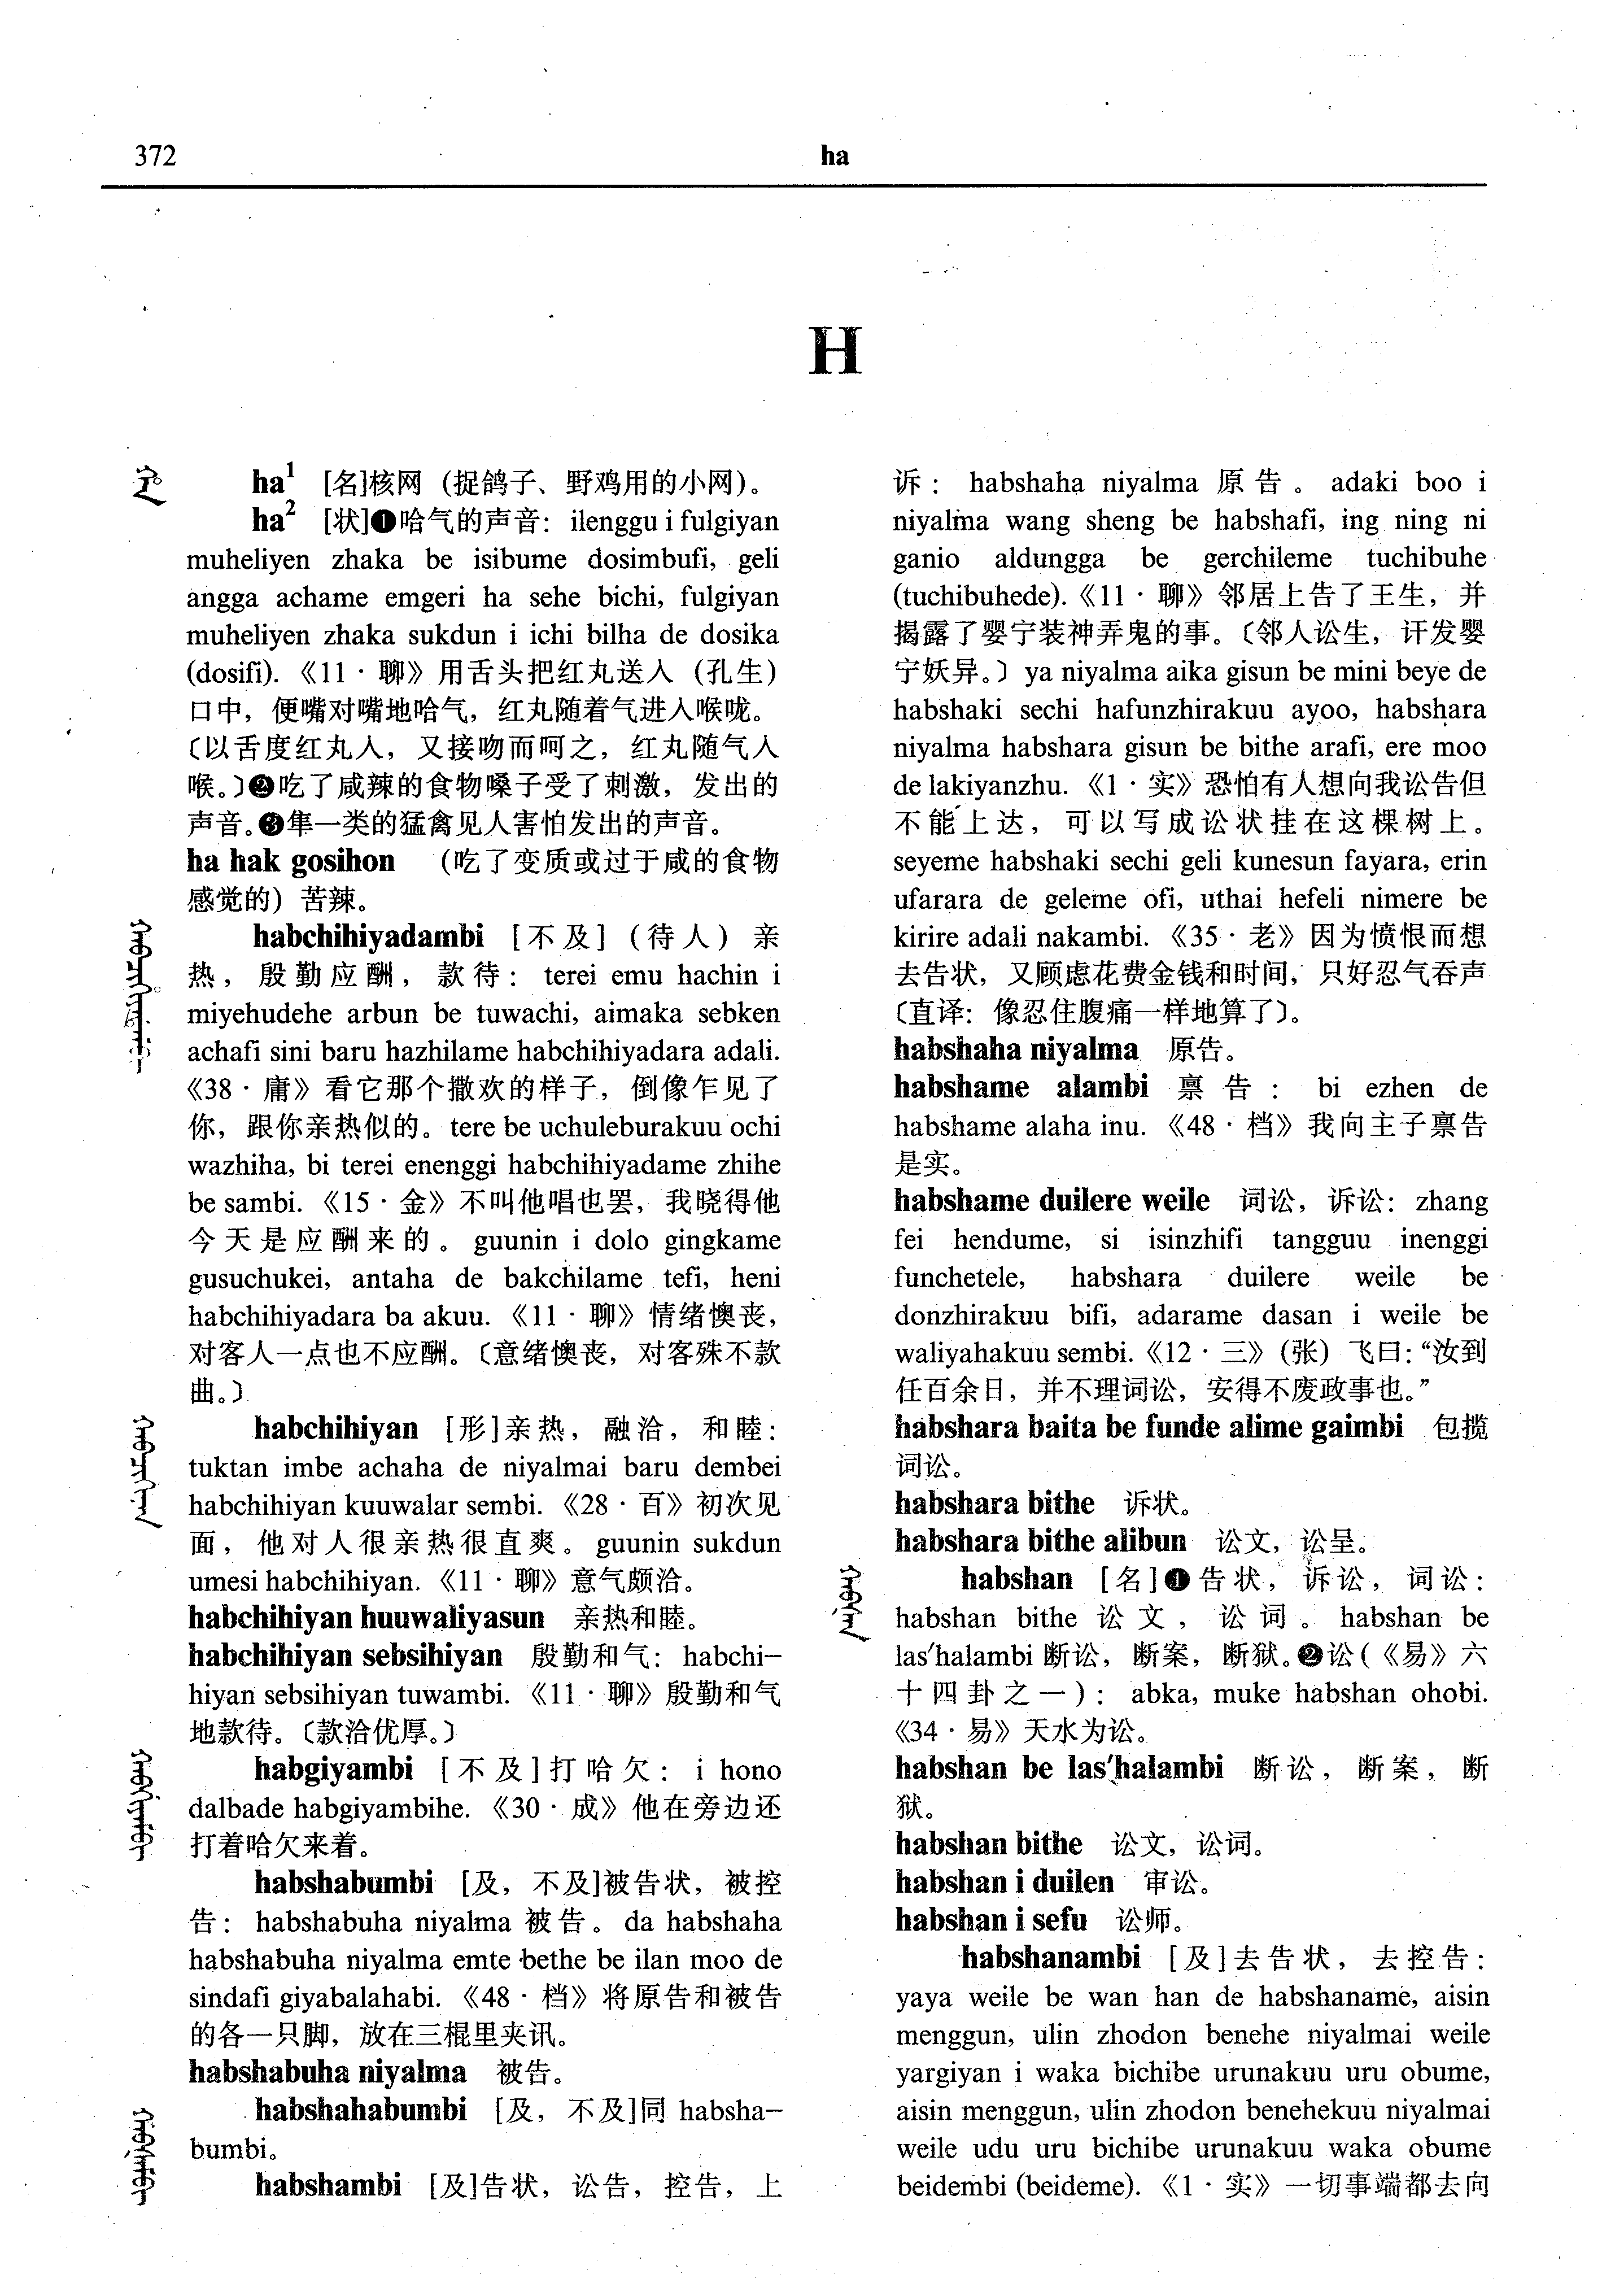 372
ha
H
ha¹ [名]核网（捉鸽子、野鸡用的小网）。
ha² [状]❶哈气的声音：ilenggu i fulgiyan
muheliyen zhaka be isibume dosimbufi, geli
angga achame emgeri ha sehe bichi, fulgiyan
muheliyen zhaka sukdun i ichi bilha de dosika
(dosifi).《11·聊》用舌头把红丸送入（孔生）
口中，便嘴对嘴地哈气，红丸随着气进入喉咙。
〔以舌度红丸入，又接吻而呵之，红丸随气入
喉。〕❷吃了咸辣的食物嗓子受了刺激，发出的
声音。❸隼一类的猛禽见人害怕发出的声音。
ha hak gosihon （吃了变质或过于咸的食物
感觉的）苦辣。
habchihiyadambi [不及]（待人）亲
热，殷勤应酬，款待：terei emu hachin i
miyehudehe arbun be tuwachi, aimaka sebken
achafi sini baru hazhilame habchihiyadara adali.
《38·庸》看它那个撒欢的样子，倒像乍见了
你，跟你亲热似的。tere be uchuleburakuu ochi
wazhiha, bi terei enenggi habchihiyadame zhihe
be sambi.《15·金》不叫他唱也罢，我晓得他
今天是应酬来的。guunin i dolo gingkame
gusuchukei, antaha de bakchilame tefi, heni
habchihiyadara ba akuu.《11·聊》情绪懊丧，
对客人一点也不应酬。〔意绪懊丧，对客殊不款
曲。〕
habchihiyan [形]亲热，融洽，和睦：
tuktan imbe achaha de niyalmai baru dembei
habchihiyan kuuwalar sembi.《28·百》初次见
面，他对人很亲热很直爽。guunin sukdun
umesi habchihiyan.《11·聊》意气颇洽。
habchihiyan huuwaliyasun 亲热和睦。
habchihiyan sebsihiyan 殷勤和气：habchi-
hiyan sebsihiyan tuwambi.《11·聊》殷勤和气
地款待。〔款洽优厚。〕
habgiyambi [不及]打哈欠：i hono
dalbade habgiyambihe.《30·成》他在旁边还
打着哈欠来着。
habshabumbi [及，不及]被告状，被控
告：habshabuha niyalma 被告。da habshaha
habshabuha niyalma emte bethe be ilan moo de
sindafi giyabalahabi.《48·档》将原告和被告
的各一只脚，放在三棍里夹讯。
habshabuha niyalma 被告。
habshahabumbi [及，不及]同 habsha-
bumbi。
habshambi [及]告状，讼告，控告，上
诉：habshaha niyalma 原告。adaki boo i
niyalma wang sheng be habshafi, ing ning ni
ganio aldungga be gerchileme tuchibuhe
(tuchibuhede).《11·聊》邻居上告了王生，并
揭露了婴宁装神弄鬼的事。〔邻人讼生，讦发婴
宁妖异。〕ya niyalma aika gisun be mini beye de
habshaki sechi hafunzhirakuu ayoo, habshara
niyalma habshara gisun be bithe arafi, ere moo
de lakiyanzhu.《1·实》恐怕有人想向我讼告但
不能上达，可以写成讼状挂在这棵树上。
seyeme habshaki sechi geli kunesun fayara, erin
ufarara de geleme ofi, uthai hefeli nimere be
kirire adali nakambi.《35·老》因为愤恨而想
去告状，又顾虑花费金钱和时间，只好忍气吞声
〔直译：像忍住腹痛一样地算了〕。
habshaha niyalma 原告。
habshame alambi 禀告：bi ezhen de
habshame alaha inu.《48·档》我向主子禀告
是实。
habshame duilere weile 词讼，诉讼：zhang
fei hendume, si isinzhifi tangguu inenggi
funchetele, habshara duilere weile be
donzhirakuu bifi, adarame dasan i weile be
waliyahakuu sembi.《12·三》（张）飞曰：“汝到
任百余日，并不理词讼，安得不废政事也。”
habshara baita be funde alime gaimbi 包揽
词讼。
habshara bithe 诉状。
habshara bithe alibun 讼文，讼呈。
habshan [名]❶告状，诉讼，词讼：
habshan bithe 讼文，讼词。habshan be
las'halambi 断讼，断案，断狱。❷讼（《易》六
十四卦之一）：abka, muke habshan ohobi.
《34·易》天水为讼。
habshan be las'halambi 断讼，断案，断
狱。
habshan bithe 讼文，讼词。
habshan i duilen 审讼。
habshan i sefu 讼师。
habshanambi [及]去告状，去控告：
yaya weile be wan han de habshaname, aisin
menggun, ulin zhodon benehe niyalmai weile
yargiyan i waka bichibe urunakuu uru obume,
aisin menggun, ulin zhodon benehekuu niyalmai
weile udu uru bichibe urunakuu waka obume
beidembi (beideme).《1·实》一切事端都去向